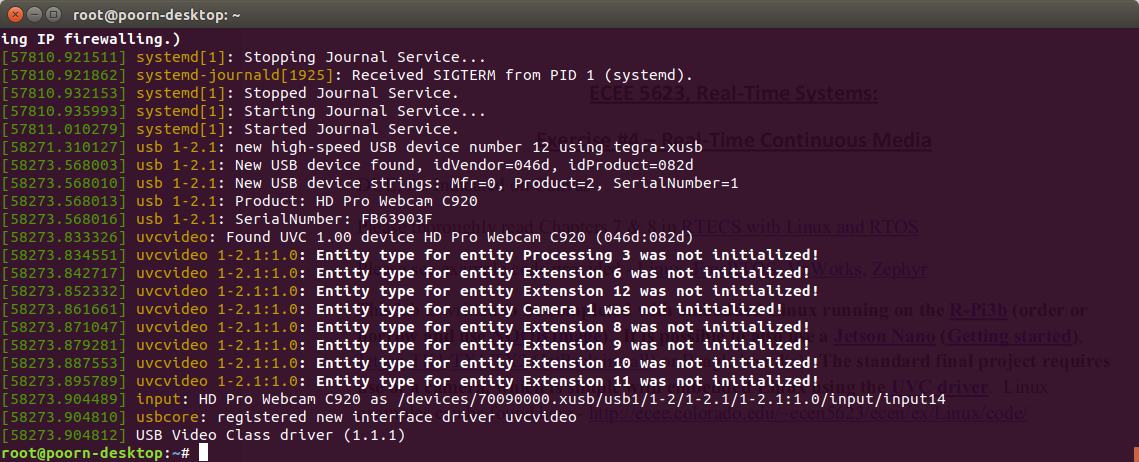 root@poorn-desktop: ~
ing IP firewalling.)
[57810.921511] systemd[1]: Stopping Journal Service...
[57810.921862] systemd-journald[1925]: Received SIGTERM from PID 1 (systemd).
[57810.932153] systemd[1]: Stopped Journal Service.
[57810.935993] systemd[1]: Starting Journal Service...
[57811.010279] systemd[1]: Started Journal Service.
[58271.310127] usb 1-2.1: new high-speed USB device number 12 using tegra-xusb
[58273.568003] usb 1-2.1: New USB device found, idVendor=046d, idProduct=082d
[58273.568010] usb 1-2.1: New USB device strings: Mfr=0, Product=2, SerialNumber=1
[58273.568013] usb 1-2.1: Product: HD Pro Webcam C920
[58273.568016] usb 1-2.1: SerialNumber: FB63903F
[58273.833326] uvcvideo: Found UVC 1.00 device HD Pro Webcam C920 (046d:082d)
[58273.834551] uvcvideo 1-2.1:1.0: Entity type for entity Processing 3 was not initialized!
[58273.842717] uvcvideo 1-2.1:1.0: Entity type for entity Extension 6 was not initialized!
[58273.852332] uvcvideo 1-2.1:1.0: Entity type for entity Extension 12 was not initialized!
[58273.861661] uvcvideo 1-2.1:1.0: Entity type for entity Camera 1 was not initialized!
[58273.871047] uvcvideo 1-2.1:1.0: Entity type for entity Extension 8 was not initialized!
[58273.879281] uvcvideo 1-2.1:1.0: Entity type for entity Extension 9 was not initialized!
[58273.887553] uvcvideo 1-2.1:1.0: Entity type for entity Extension 10 was not initialized!
[58273.895789] uvcvideo 1-2.1:1.0: Entity type for entity Extension 11 was not initialized!
[58273.904489] input: HD Pro Webcam C920 as /devices/70090000.xusb/usb1/1-2/1-2.1/1-2.1:1.0/input/input14
[58273.904810] usbcore: registered new interface driver uvcvideo
[58273.904812] USB Video Class driver (1.1.1)
root@poorn-desktop:~#
ECEE 5623, Real-Time Systems:
Exercise #4 – Real-Time Continuous Media
RTECS with Linux and RTOS
Works, Zephyr
Linux running on the R-Pi3b (order or
a Jetson Nano (Getting started),
The standard final project requires
using the UVC driver. Linux
http://ecee.colorado.edu/~ecen5623/ecen/ex/Linux/code/